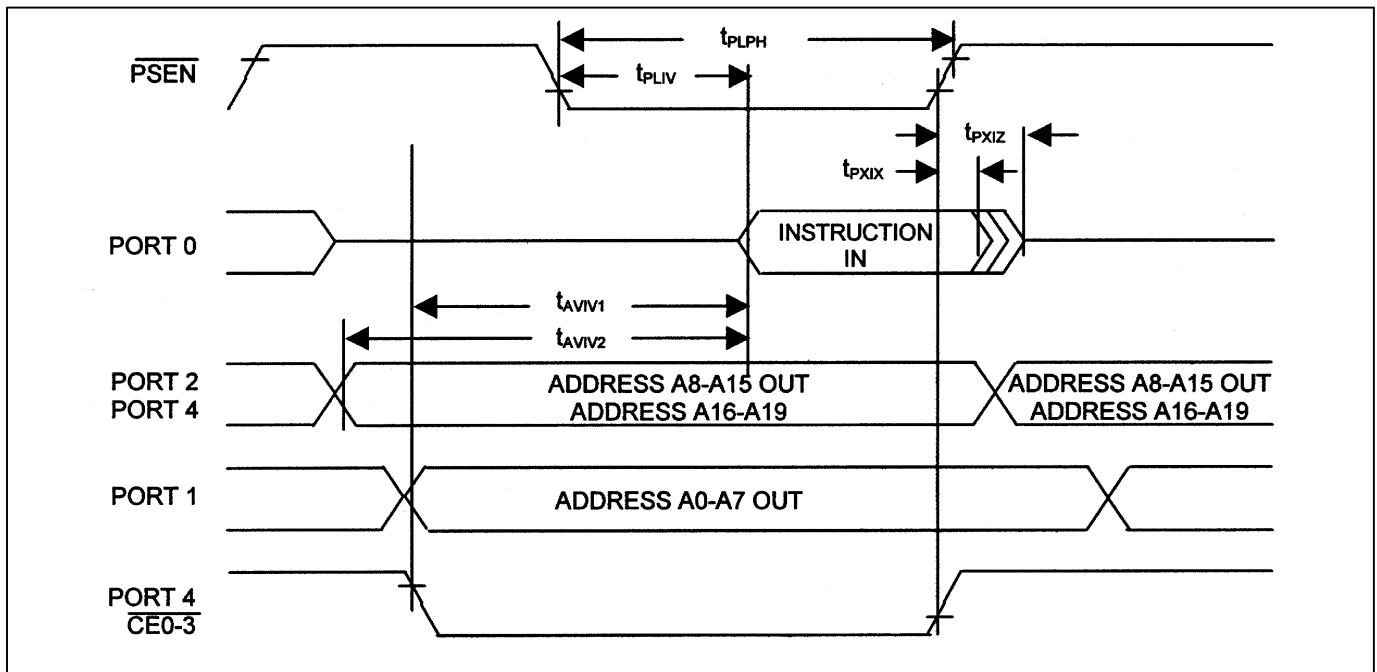 tPLPH
PSEN
tPLIV
tPXIZ
tPXIX
PORT 0
INSTRUCTION
IN
tAVIV1
tAVIV2
PORT 2
PORT 4
ADDRESS A8-A15 OUT
ADDRESS A16-A19
ADDRESS A8-A15 OUT
ADDRESS A16-A19
PORT 1
ADDRESS A0-A7 OUT
PORT 4
CE0-3